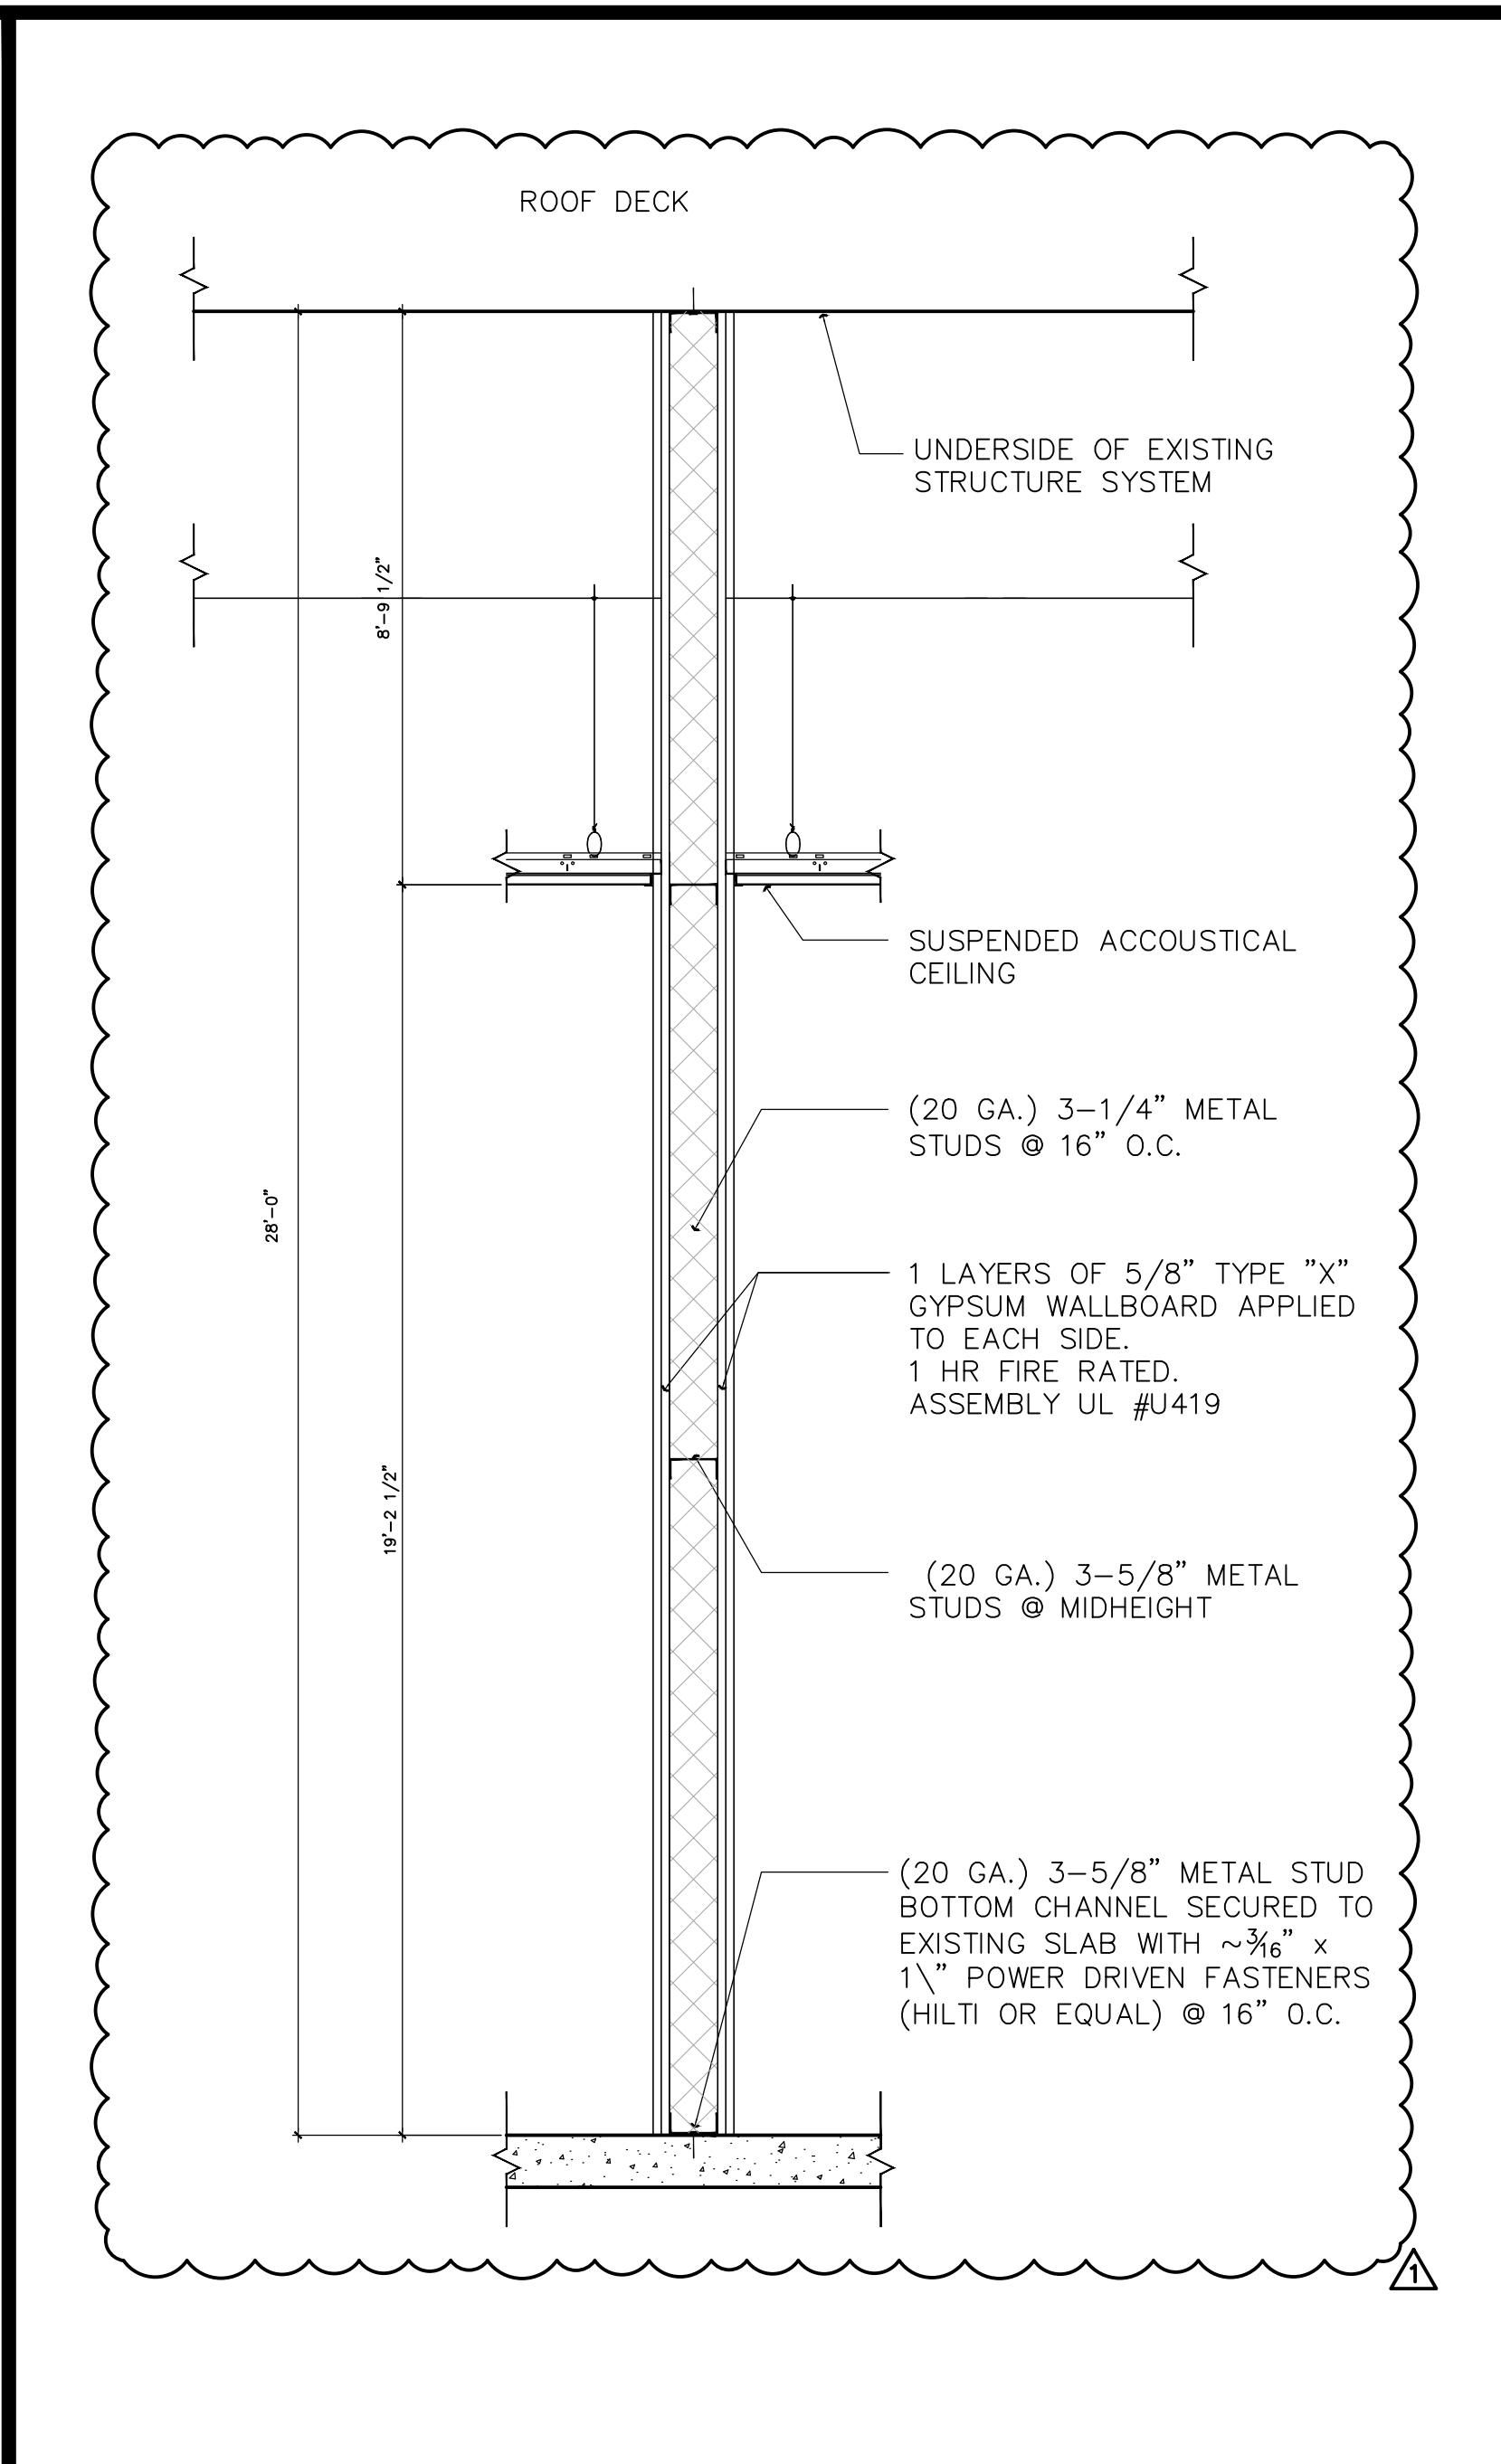 ROOF DECK
UNDERSIDE OF EXISTING
STRUCTURE SYSTEM
8'-9 1/2"
SUSPENDED ACCOUSTICAL
CEILING
(20 GA.) 3-1/4" METAL
STUDS @ 16" O.C.
28'-0"
1 LAYERS OF 5/8" TYPE "X"
GYPSUM WALLBOARD APPLIED
TO EACH SIDE.
1 HR FIRE RATED.
ASSEMBLY UL #U419
19'-2 1/2"
(20 GA.) 3-5/8" METAL
STUDS @ MIDHEIGHT
(20 GA.) 3-5/8" METAL STUD
BOTTOM CHANNEL SECURED TO
EXISTING SLAB WITH ~3/16" x
1\" POWER DRIVEN FASTENERS
(HILTI OR EQUAL) @ 16" O.C.
1